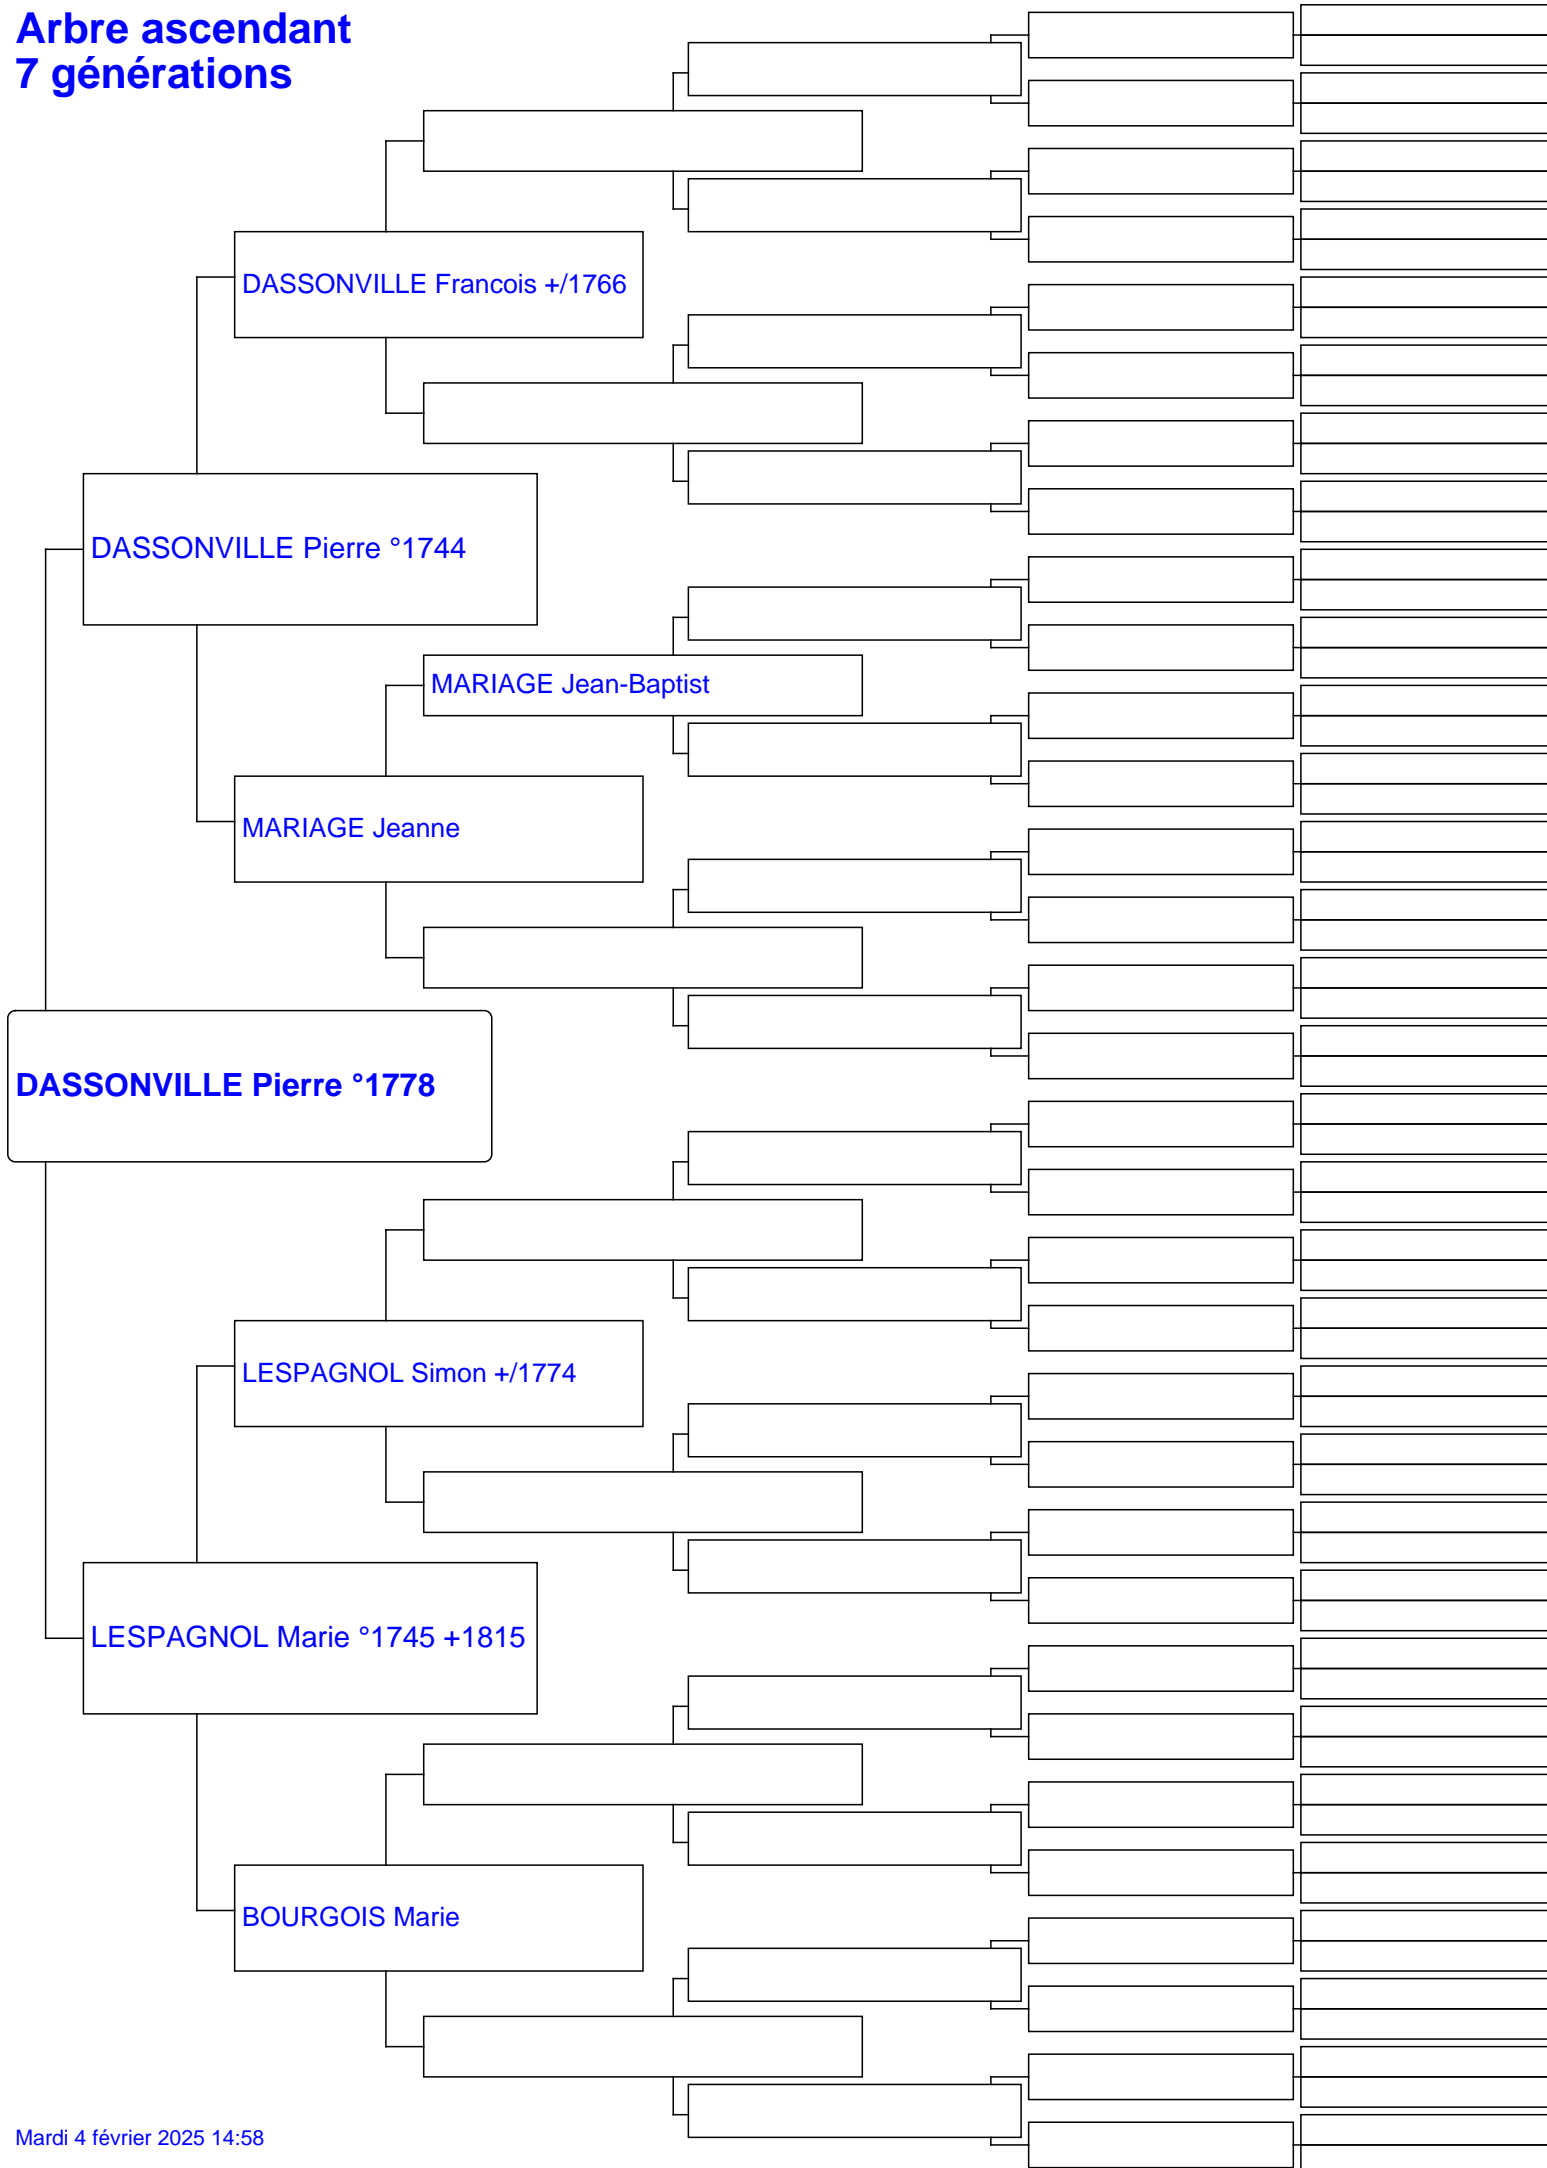 Arbre ascendant
7 générations
DASSONVILLE Francois +/1766
DASSONVILLE Pierre °1744
MARIAGE Jean-Baptist
MARIAGE Jeanne
DASSONVILLE Pierre °1778
LESPAGNOL Simon +/1774
LESPAGNOL Marie °1745 +1815
BOURGOIS Marie
Mardi 4 février 2025 14:58